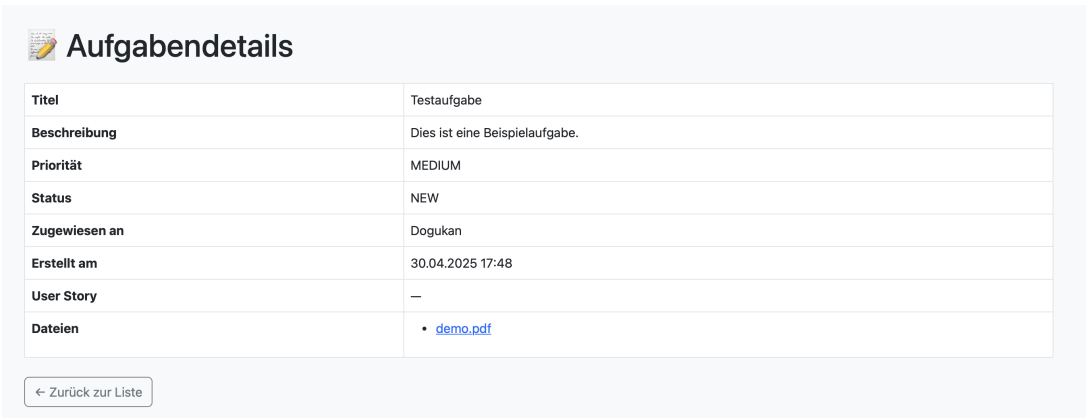 Aufgabendetails
Titel Testaufgabe
Beschreibung Dies ist eine Beispielaufgabe.
Priorität MEDIUM
Status NEW
Zugewiesen an Dogukan
Erstellt am 30.04.2025 17:48
User Story —
Dateien • demo.pdf
← Zurück zur Liste